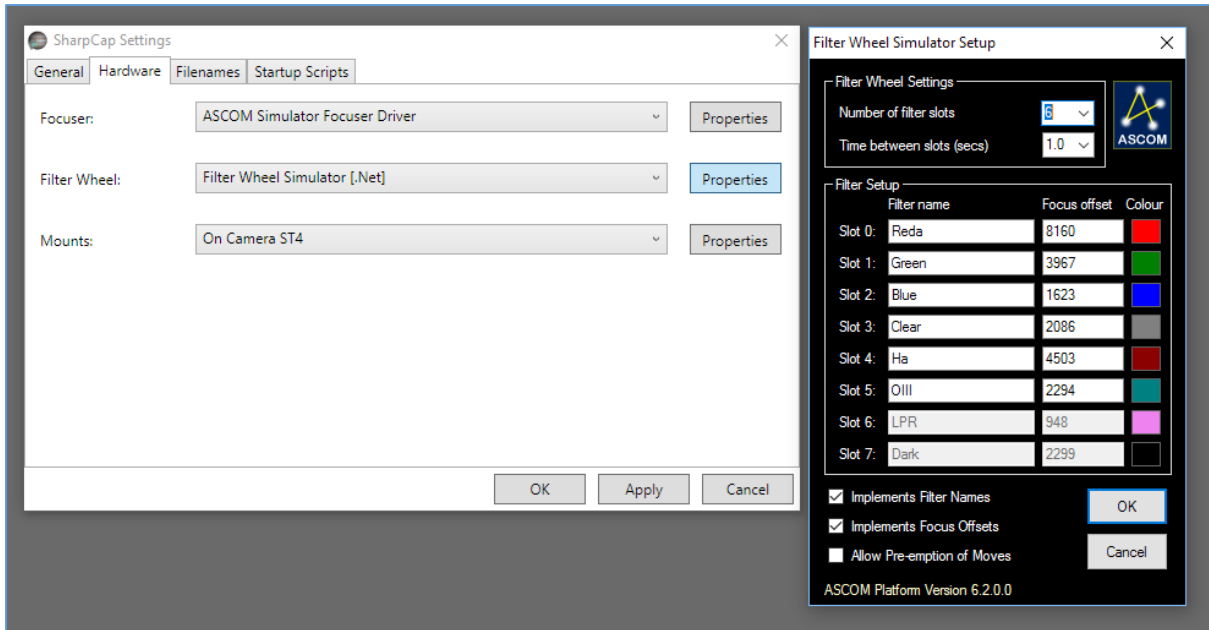 SharpCap Settings
General Hardware Filenames Startup Scripts
Focuser: ASCOM Simulator Focuser Driver Properties
Filter Wheel: Filter Wheel Simulator [.Net] Properties
Mounts: On Camera ST4 Properties
OK Apply Cancel
Filter Wheel Simulator Setup
Filter Wheel Settings
Number of filter slots 6
Time between slots (secs) 1.0
ASCOM
Filter Setup
Filter name Focus offset Colour
Slot 0: Reda 8160
Slot 1: Green 3967
Slot 2: Blue 1623
Slot 3: Clear 2086
Slot 4: Ha 4503
Slot 5: OIII 2294
Slot 6: LPR 948
Slot 7: Dark 2299
Implements Filter Names
Implements Focus Offsets
Allow Pre-emption of Moves
OK
Cancel
ASCOM Platform Version 6.2.0.0